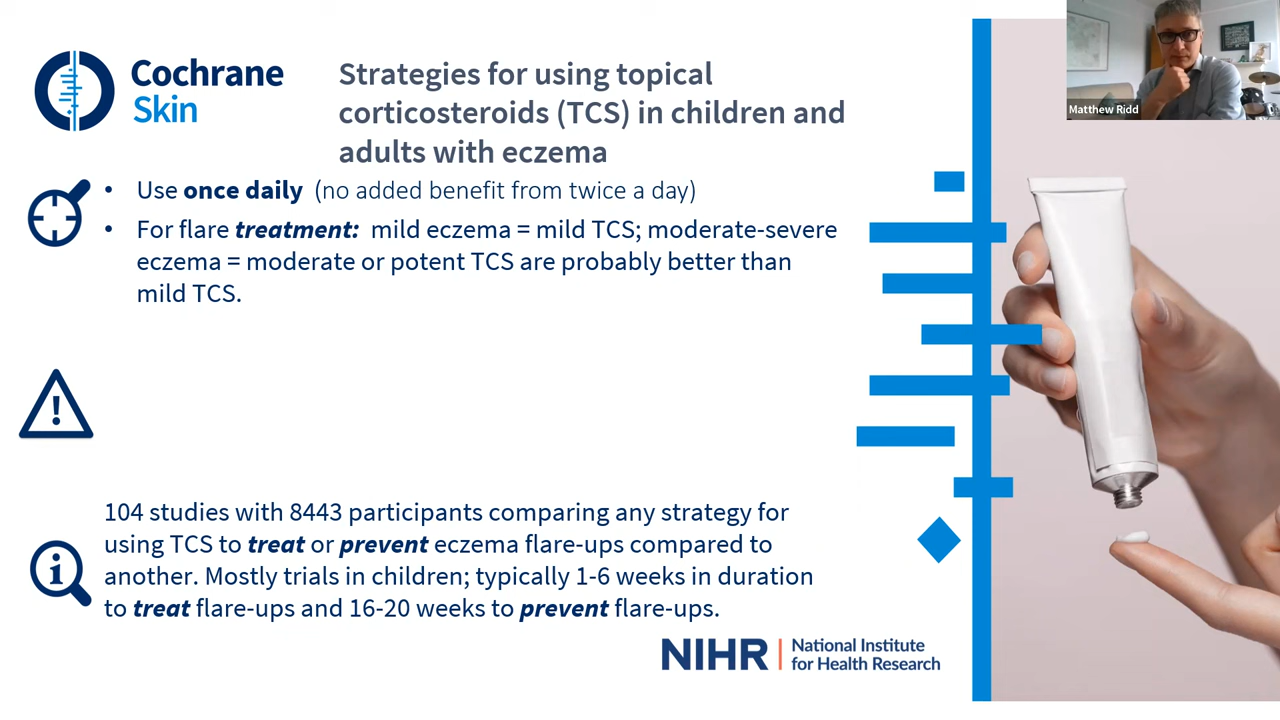 Cochrane
Skin
Strategies for using topical
corticosteroids (TCS) in children and
adults with eczema
• Use once daily (no added benefit from twice a day)
• For flare treatment: mild eczema = mild TCS; moderate-severe
eczema = moderate or potent TCS are probably better than
mild TCS.
104 studies with 8443 participants comparing any strategy for
using TCS to treat or prevent eczema flare-ups compared to
another. Mostly trials in children; typically 1-6 weeks in duration
to treat flare-ups and 16-20 weeks to prevent flare-ups.
NIHR | National Institute
for Health Research
Matthew Ridd